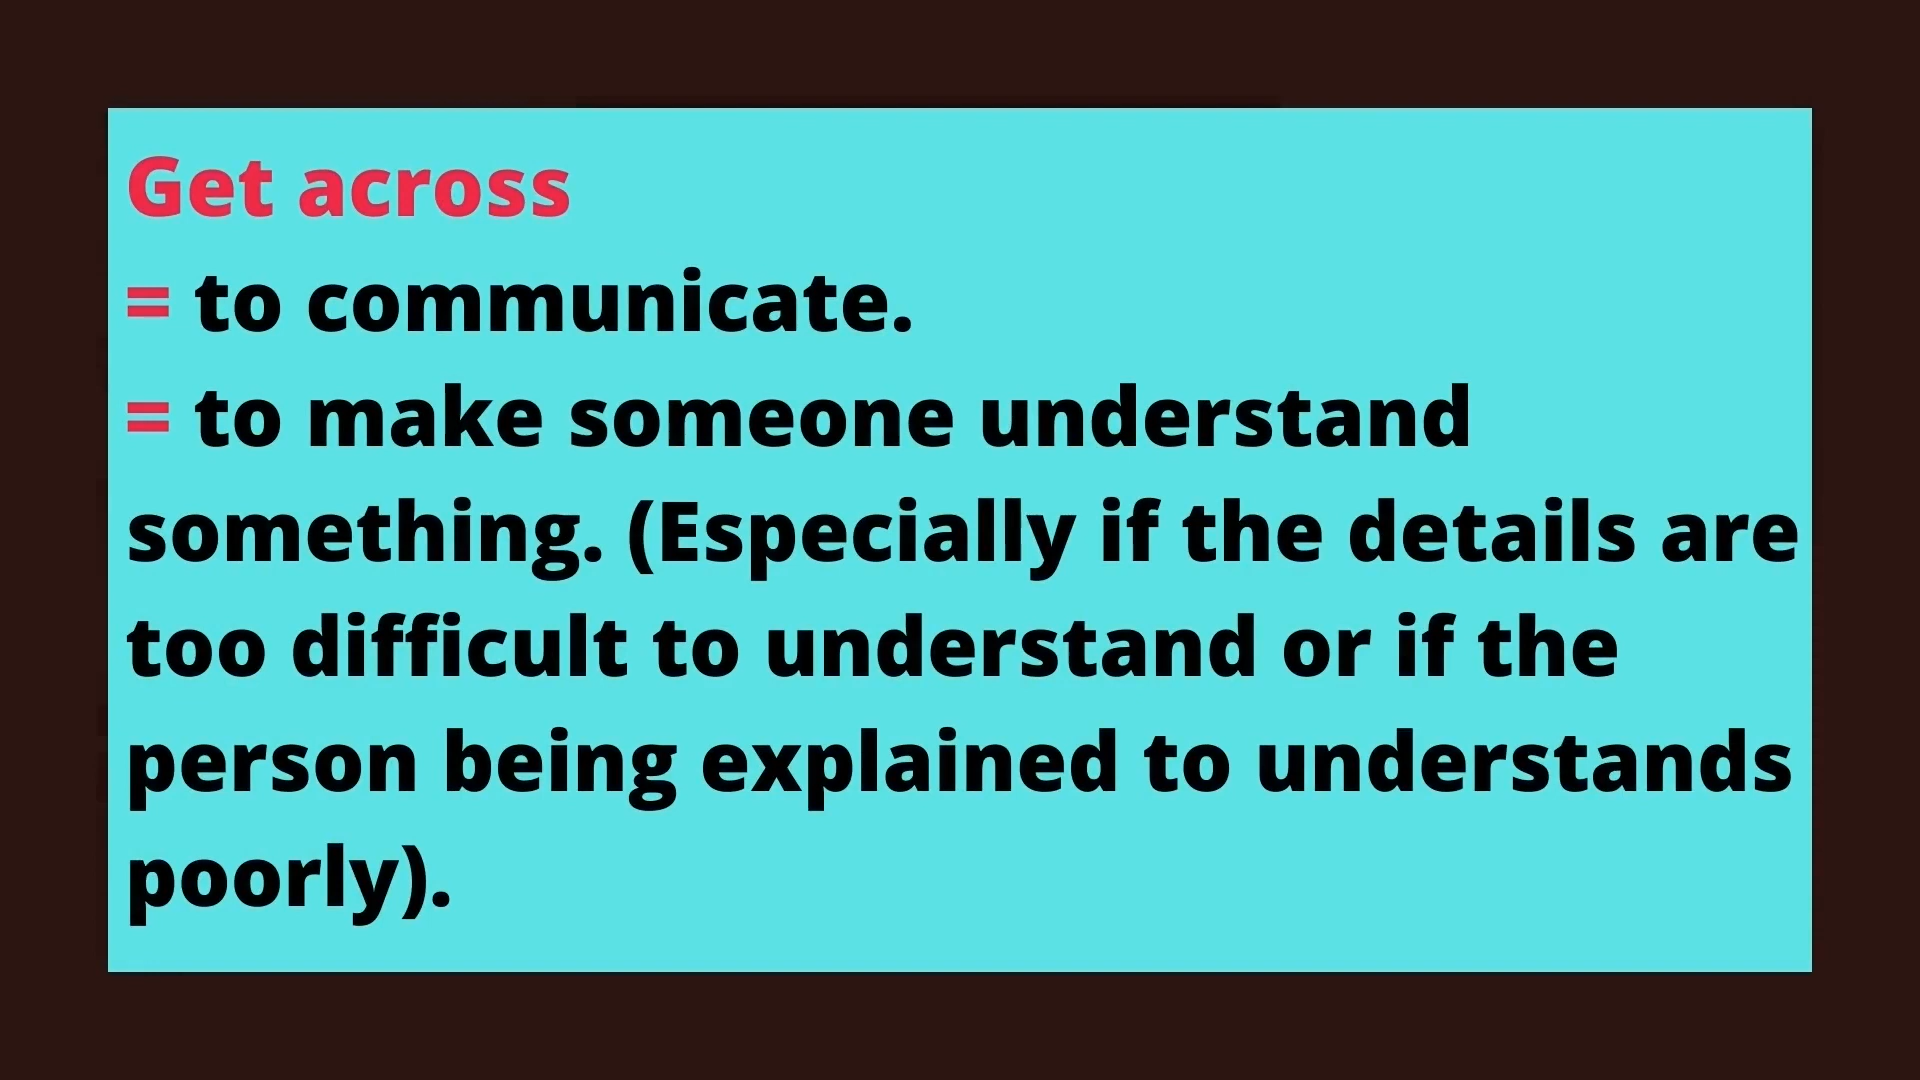 Get across
= to communicate.
= to make someone understand
something. (Especially if the details are
too difficult to understand or if the
person being explained to understands
poorly).